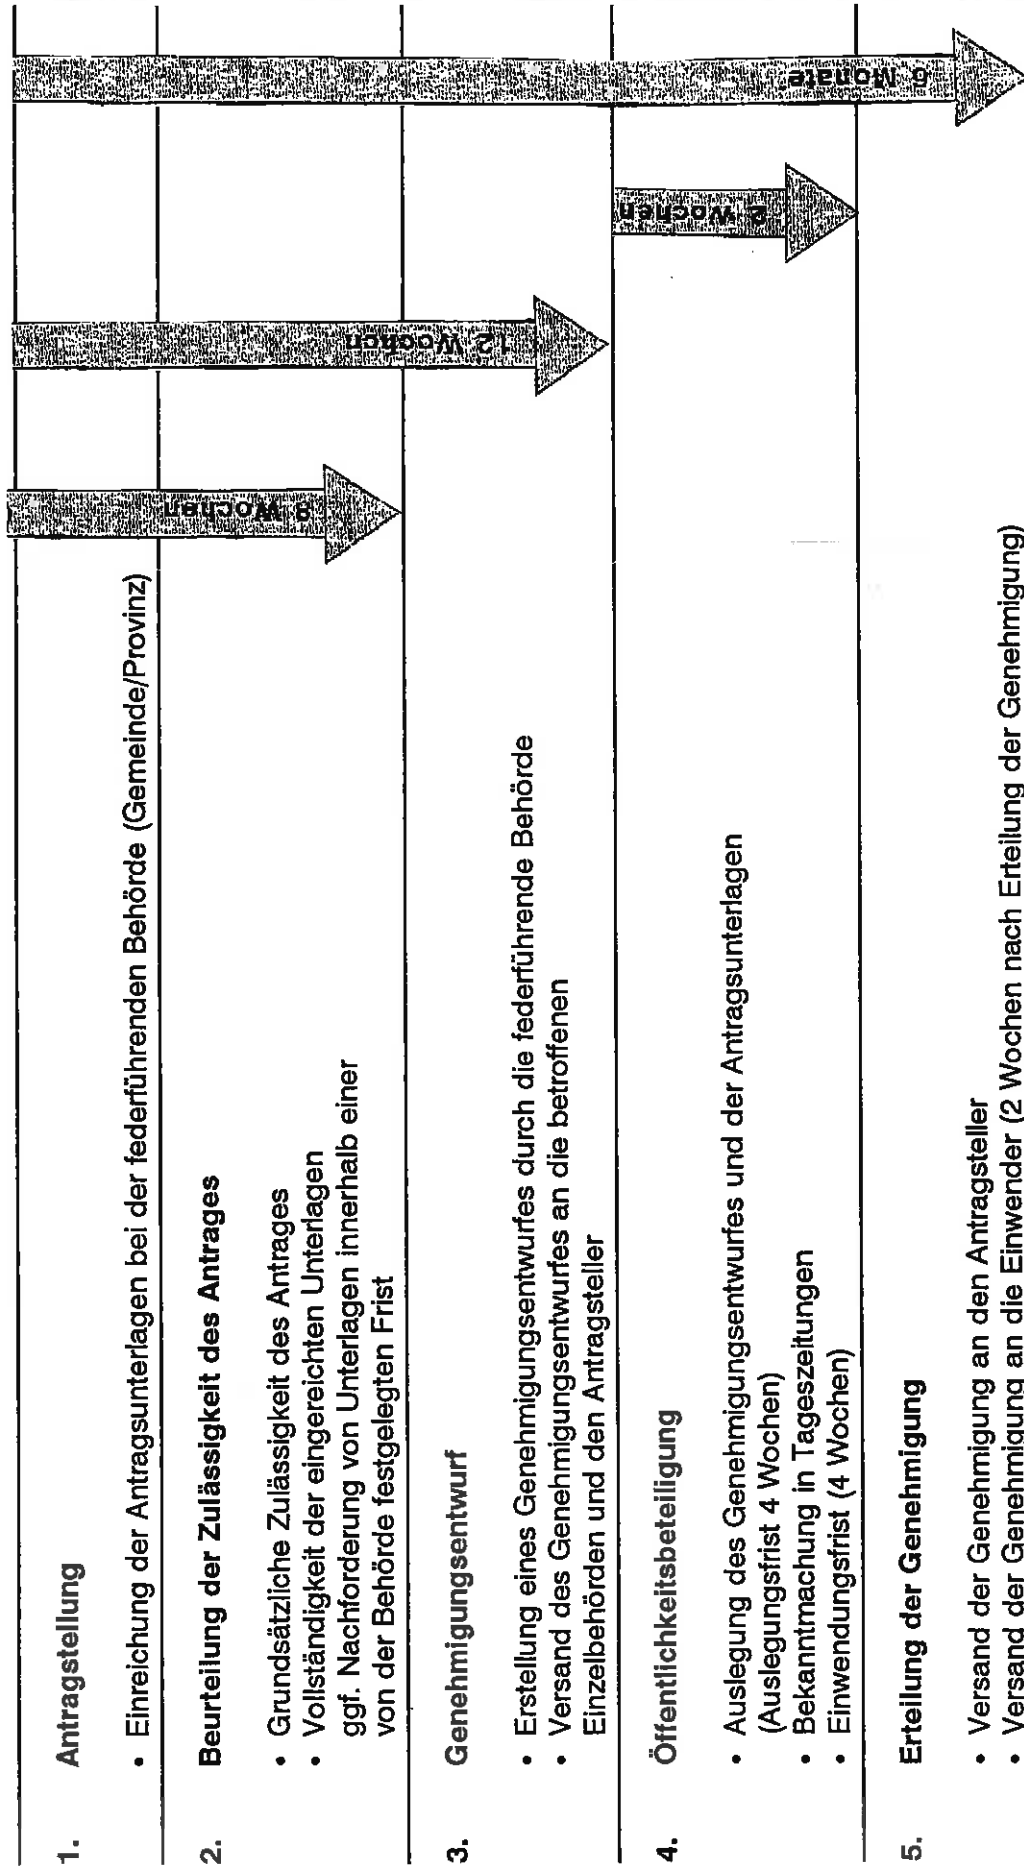 1. Antragstellung
• Einreichung der Antragsunterlagen bei der federführenden Behörde (Gemeinde/Provinz)
2. Beurteilung der Zulässigkeit des Antrages
• Grundsätzliche Zulässigkeit des Antrages
• Vollständigkeit der eingereichten Unterlagen
ggf. Nachforderung von Unterlagen innerhalb einer
von der Behörde festgelegten Frist
8 Wochen
3. Genehmigungsentwurf
• Erstellung eines Genehmigungsentwurfes durch die federführende Behörde
• Versand des Genehmigungsentwurfes an die betroffenen
Einzelbehörden und den Antragsteller
12 Wochen
4. Öffentlichkeitsbeteiligung
• Auslegung des Genehmigungsentwurfes und der Antragsunterlagen
(Auslegungsfrist 4 Wochen)
• Bekanntmachung in Tageszeitungen
• Einwendungsfrist (4 Wochen)
2 Wochen
5. Erteilung der Genehmigung
• Versand der Genehmigung an den Antragsteller
• Versand der Genehmigung an die Einwender (2 Wochen nach Erteilung der Genehmigung)
6 Monate